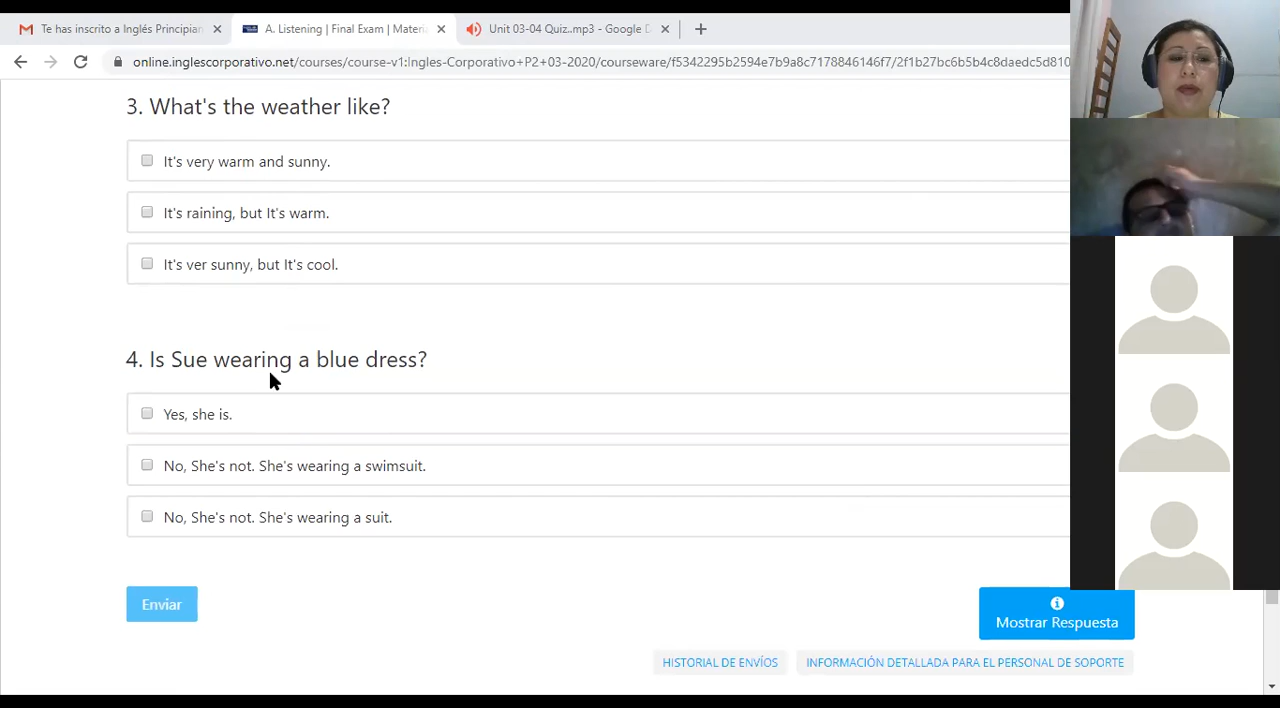 Te has inscrito a Inglés Principian
A. Listening | Final Exam | Materi
Unit 03-04 Quiz..mp3 - Google D
online.inglescorporativo.net/courses/course-v1:Ingles-Corporativo+P2+03-2020/courseware/f5342295b2594e7b9a8c7178846146f7/2f1b27bc6b5b4c8daedc5d810
3. What's the weather like?
It's very warm and sunny.
It's raining, but It's warm.
It's ver sunny, but It's cool.
4. Is Sue wearing a blue dress?
Yes, she is.
No, She's not. She's wearing a swimsuit.
No, She's not. She's wearing a suit.
Enviar
Mostrar Respuesta
HISTORIAL DE ENVÍOS
INFORMACIÓN DETALLADA PARA EL PERSONAL DE SOPORTE